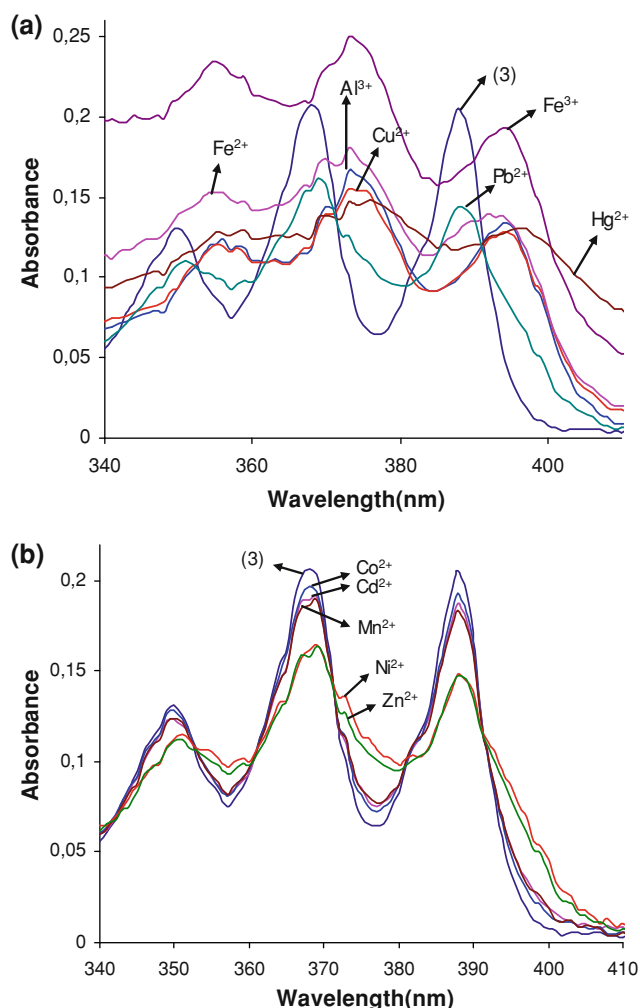 (a)
0,25
0,2
0,15
0,1
0,05
0
Absorbance
(3)
Al³⁺
Fe³⁺
Cu²⁺
Fe²⁺
Pb²⁺
Hg²⁺
340 360 380 400
Wavelength(nm)
(b)
0,2
0,15
0,1
0,05
0
Absorbance
(3)
Co²⁺
Cd²⁺
Mn²⁺
Ni²⁺
Zn²⁺
340 350 360 370 380 390 400 410
Wavelength(nm)